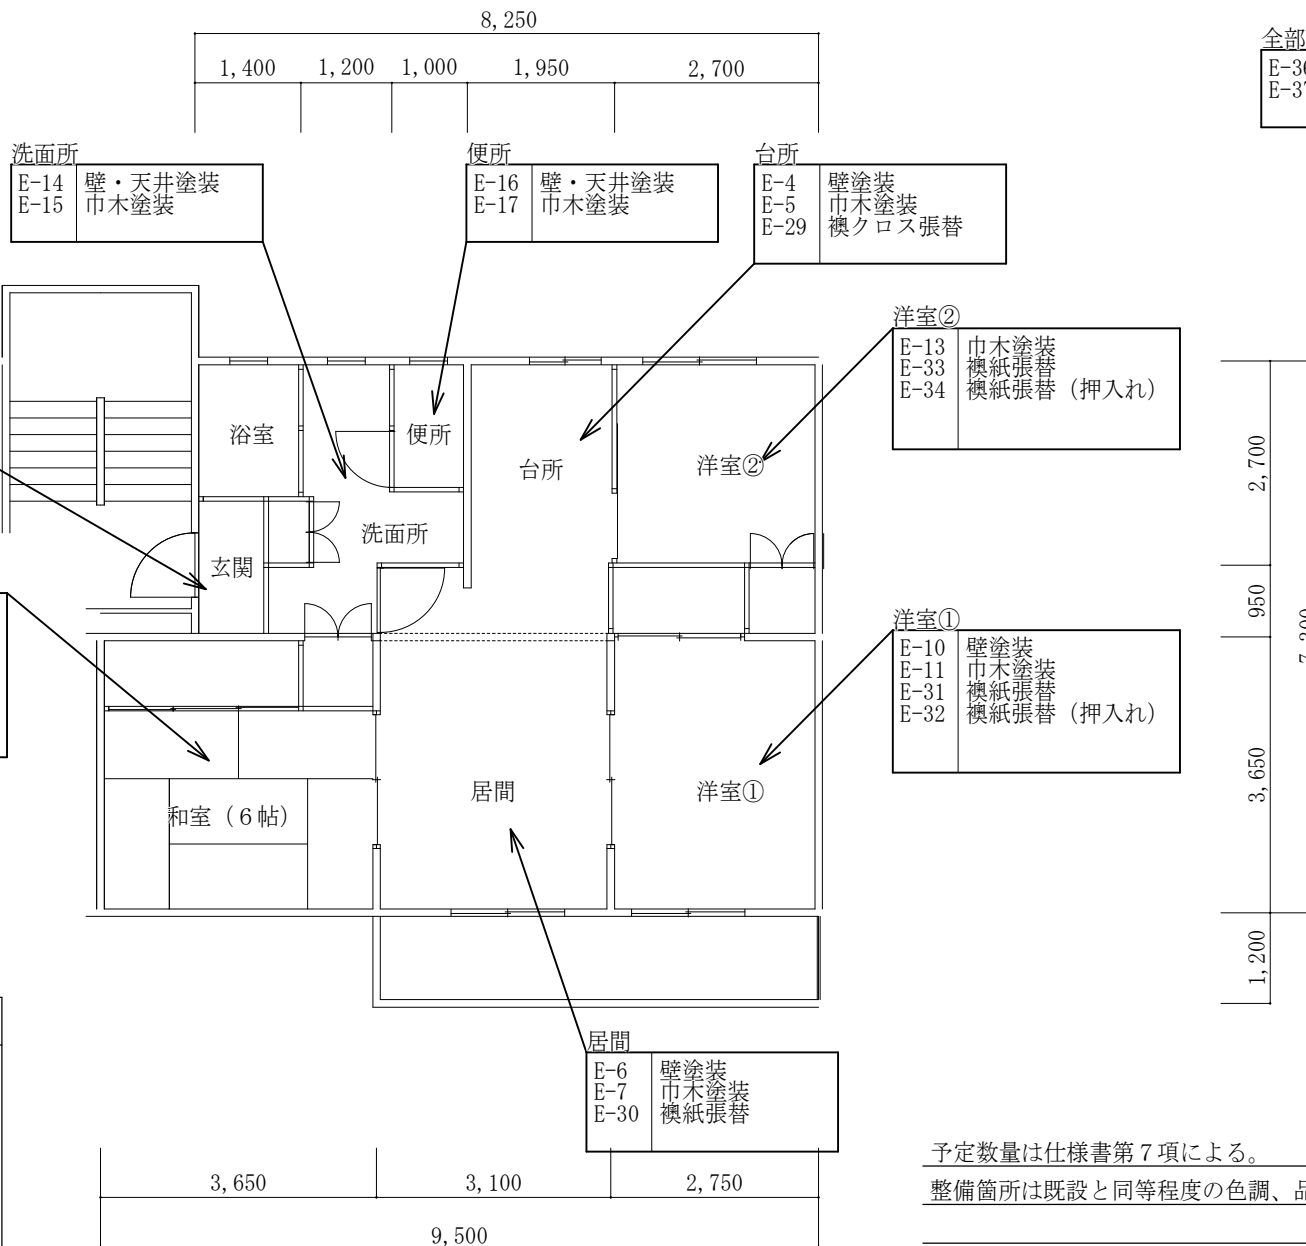 8,250
1,400 1,200 1,000 1,950 2,700
全部
E-36
E-37
洗面所
E-14 壁・天井塗装
E-15 巾木塗装
便所
E-16 壁・天井塗装
E-17 巾木塗装
台所
E-4 壁塗装
E-5 巾木塗装
E-29 襖クロス張替
洋室②
E-13 巾木塗装
E-33 襖紙張替
E-34 襖紙張替（押入れ）
浴室
便所
台所
洋室②
洗面所
玄関
2,700
950
3,650
1,200
洋室①
E-10 壁塗装
E-11 巾木塗装
E-31 襖紙張替
E-32 襖紙張替（押入れ）
和室（６帖）
居間
洋室①
居間
E-6 壁塗装
E-7 巾木塗装
E-30 襖紙張替
3,650 3,100 2,750
9,500
予定数量は仕様書第７項による。
整備箇所は既設と同等程度の色調、品